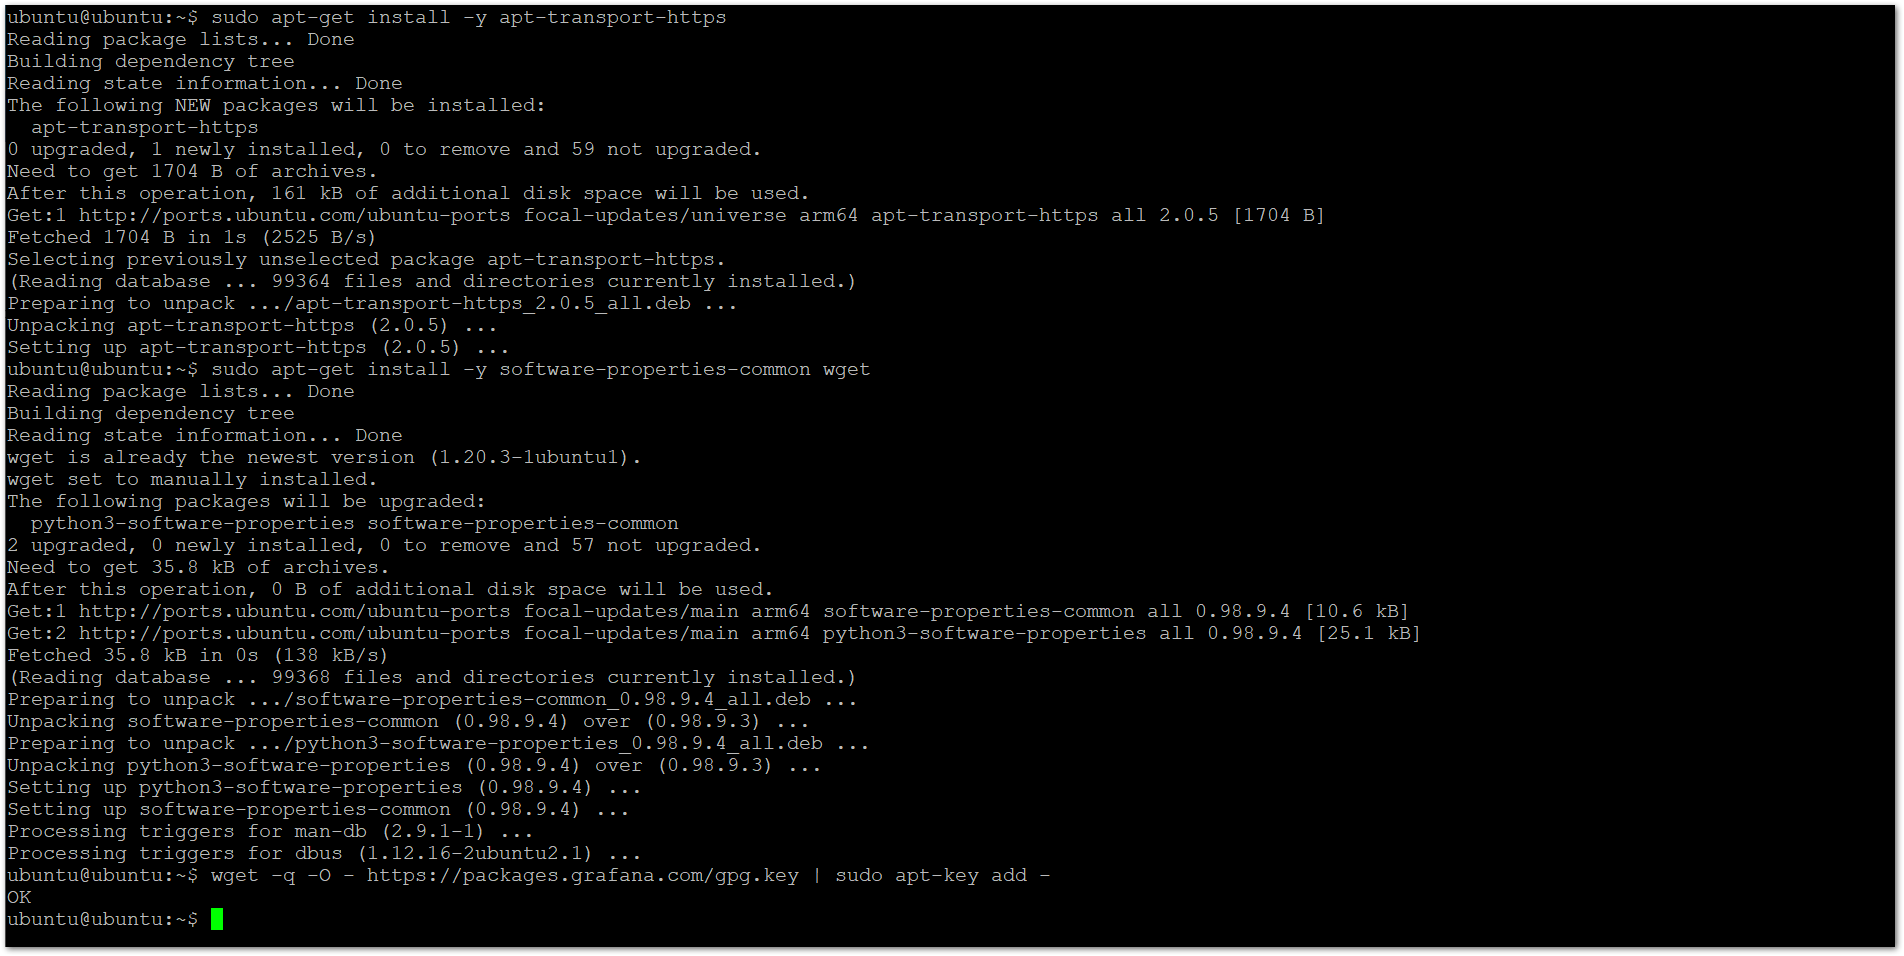 ubuntu@ubuntu:~$ sudo apt-get install -y apt-transport-https
Reading package lists... Done
Building dependency tree
Reading state information... Done
The following NEW packages will be installed:
  apt-transport-https
0 upgraded, 1 newly installed, 0 to remove and 59 not upgraded.
Need to get 1704 B of archives.
After this operation, 161 kB of additional disk space will be used.
Get:1 http://ports.ubuntu.com/ubuntu-ports focal-updates/universe arm64 apt-transport-https all 2.0.5 [1704 B]
Fetched 1704 B in 1s (2525 B/s)
Selecting previously unselected package apt-transport-https.
(Reading database ... 99364 files and directories currently installed.)
Preparing to unpack .../apt-transport-https_2.0.5_all.deb ...
Unpacking apt-transport-https (2.0.5) ...
Setting up apt-transport-https (2.0.5) ...
ubuntu@ubuntu:~$ sudo apt-get install -y software-properties-common wget
Reading package lists... Done
Building dependency tree
Reading state information... Done
wget is already the newest version (1.20.3-1ubuntu1).
wget set to manually installed.
The following packages will be upgraded:
  python3-software-properties software-properties-common
2 upgraded, 0 newly installed, 0 to remove and 57 not upgraded.
Need to get 35.8 kB of archives.
After this operation, 0 B of additional disk space will be used.
Get:1 http://ports.ubuntu.com/ubuntu-ports focal-updates/main arm64 software-properties-common all 0.98.9.4 [10.6 kB]
Get:2 http://ports.ubuntu.com/ubuntu-ports focal-updates/main arm64 python3-software-properties all 0.98.9.4 [25.1 kB]
Fetched 35.8 kB in 0s (138 kB/s)
(Reading database ... 99368 files and directories currently installed.)
Preparing to unpack .../software-properties-common_0.98.9.4_all.deb ...
Unpacking software-properties-common (0.98.9.4) over (0.98.9.3) ...
Preparing to unpack .../python3-software-properties_0.98.9.4_all.deb ...
Unpacking python3-software-properties (0.98.9.4) over (0.98.9.3) ...
Setting up python3-software-properties (0.98.9.4) ...
Setting up software-properties-common (0.98.9.4) ...
Processing triggers for man-db (2.9.1-1) ...
Processing triggers for dbus (1.12.16-2ubuntu2.1) ...
ubuntu@ubuntu:~$ wget -q -O - https://packages.grafana.com/gpg.key | sudo apt-key add -
OK
ubuntu@ubuntu:~$